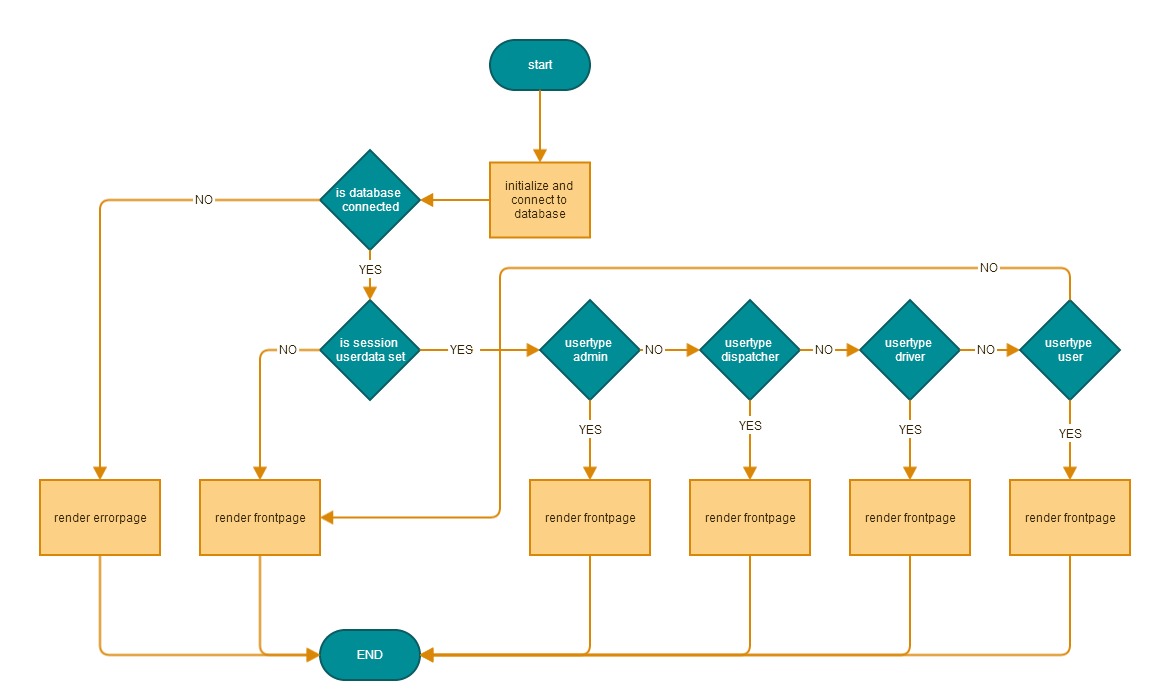 start
initialize and
connect to
database
is database
connected
NO
YES
NO
is session
userdata set
NO
YES
usertype
admin
NO
usertype
dispatcher
NO
usertype
driver
NO
usertype
user
YES
YES
YES
YES
render errorpage
render frontpage
render frontpage
render frontpage
render frontpage
render frontpage
END